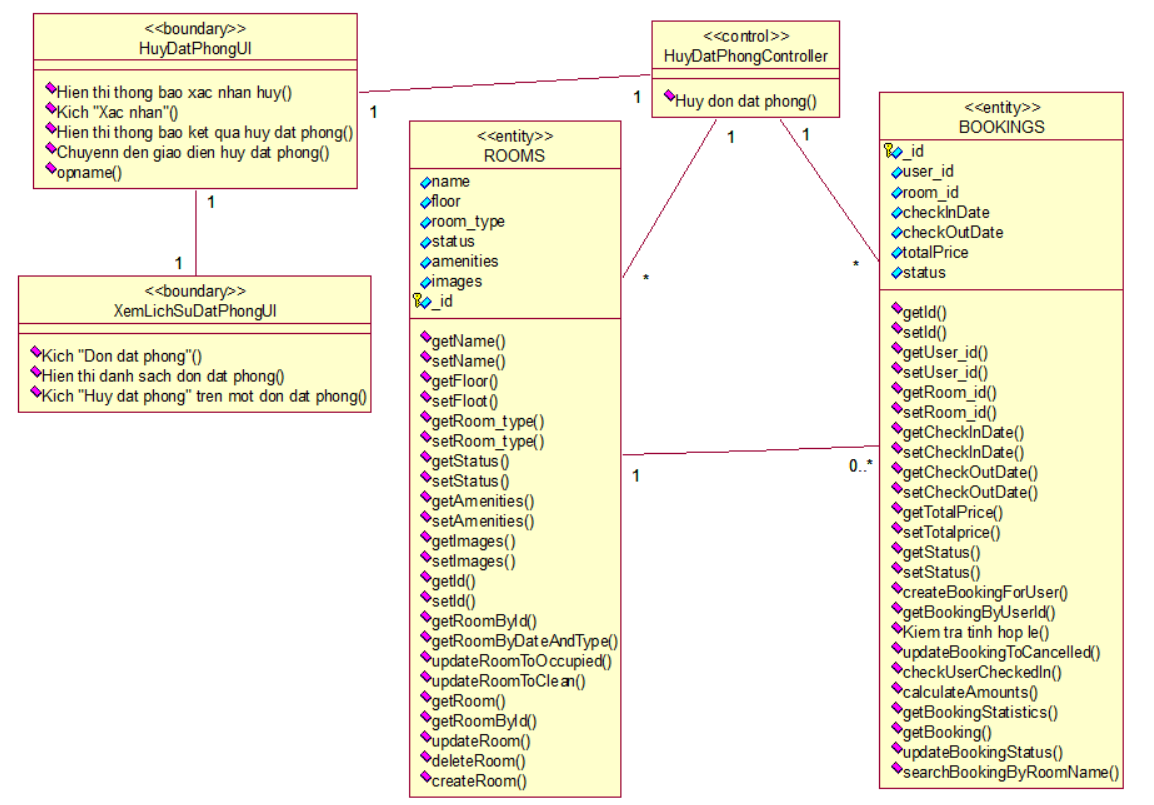 <<boundary>>
HuyDatPhongUI
Hien thi thong bao xac nhan huy()
Kich "Xac nhan"()
Hien thi thong bao ket qua huy dat phong()
Chuyenn den giao dien huy dat phong()
opname()
1
1
<<control>>
HuyDatPhongController
Huy don dat phong()
1
1
1
1
<<boundary>>
XemLichSuDatPhongUI
Kich "Don dat phong"()
Hien thi danh sach don dat phong()
Kich "Huy dat phong" tren mot don dat phong()
<<entity>>
ROOMS
name
floor
room_type
status
amenities
images
_id
getName()
setName()
getFloor()
setFloot()
getRoom_type()
setRoom_type()
getStatus()
setStatus()
getAmenities()
setAmenities()
getImages()
setImages()
getId()
setId()
getRoomById()
getRoomByDateAndType()
updateRoomToOccupied()
updateRoomToClean()
getRoom()
getRoomById()
updateRoom()
deleteRoom()
createRoom()
*
*
1
0..*
<<entity>>
BOOKINGS
_id
user_id
room_id
checkInDate
checkOutDate
totalPrice
status
getId()
setId()
getUser_id()
setUser_id()
getRoom_id()
setRoom_id()
getCheckInDate()
setCheckInDate()
getCheckOutDate()
setCheckOutDate()
getTotalPrice()
setTotalprice()
getStatus()
setStatus()
createBookingForUser()
getBookingByUserId()
Kiem tra tinh hop le()
updateBookingToCancelled()
checkUserCheckedIn()
calculateAmounts()
getBookingStatistics()
getBooking()
updateBookingStatus()
searchBookingByRoomName()